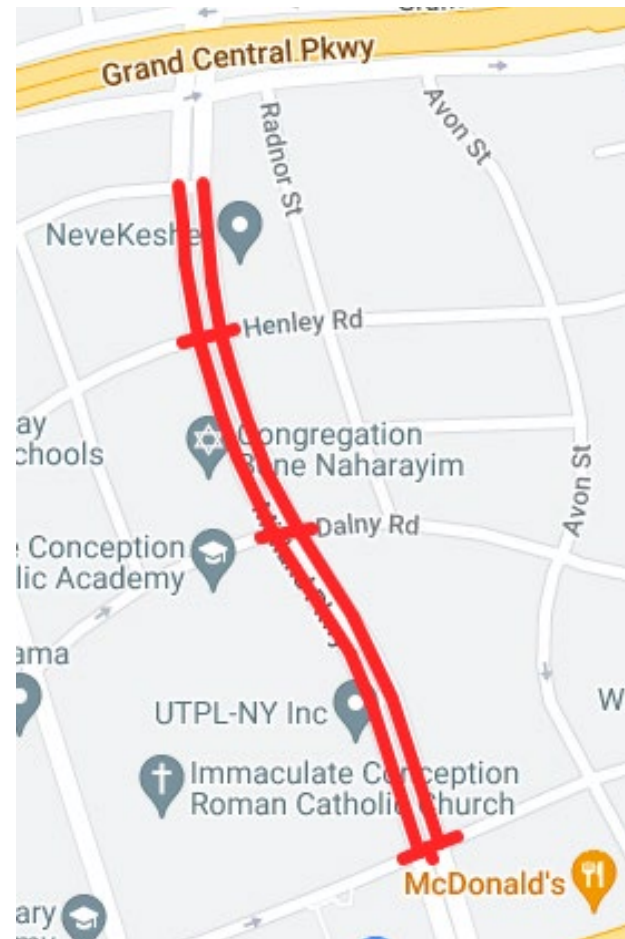 Grand Central Pkwy
Radnor St
Avon St
NeveKeshe
Henley Rd
ay
chools
Congregation
Bene Naharayim
Avon St
Dalny Rd
Conception
lic Academy
Pkwy
ama
UTPL-NY Inc
W
Immaculate Conception
Roman Catholic Church
McDonald's
ary